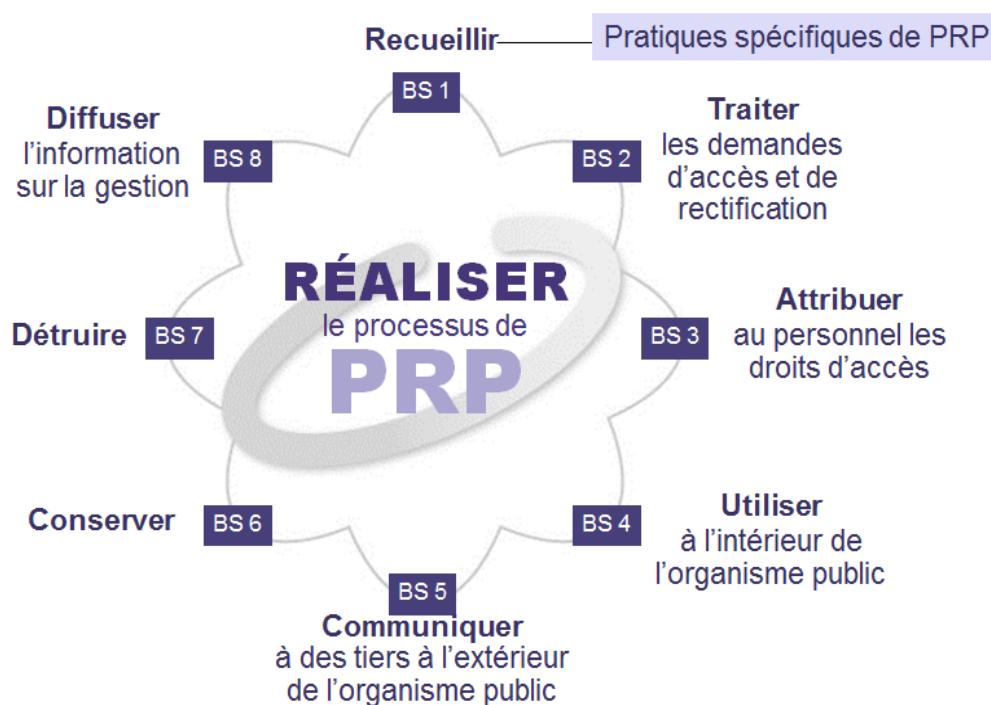 Recueillir
Pratiques spécifiques de PRP
BS 1
Traiter
les demandes
d'accès et de
rectification
BS 2
Attribuer
au personnel les
droits d'accès
BS 3
Utiliser
à l'intérieur de
l'organisme public
BS 4
BS 5
Communiquer
à des tiers à l'extérieur
de l'organisme public
Conserver
BS 6
Détruire
BS 7
Diffuser
l'information
sur la gestion
BS 8
RÉALISER
le processus de
PRP